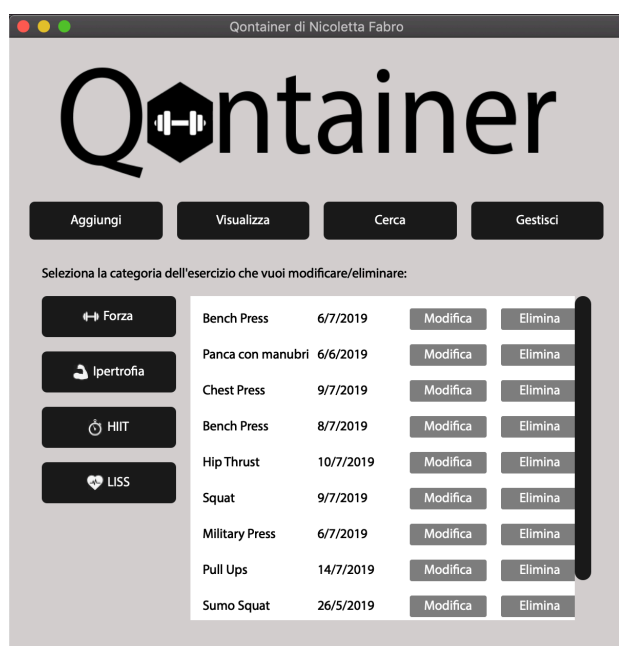 Qontainer di Nicoletta Fabro
Qontainer
Aggiungi Visualizza Cerca Gestisci
Seleziona la categoria dell'esercizio che vuoi modificare/eliminare:
Forza
Ipertrofia
HIIT
LISS
Bench Press 6/7/2019 Modifica Elimina
Panca con manubri 6/6/2019 Modifica Elimina
Chest Press 9/7/2019 Modifica Elimina
Bench Press 8/7/2019 Modifica Elimina
Hip Thrust 10/7/2019 Modifica Elimina
Squat 9/7/2019 Modifica Elimina
Military Press 6/7/2019 Modifica Elimina
Pull Ups 14/7/2019 Modifica Elimina
Sumo Squat 26/5/2019 Modifica Elimina